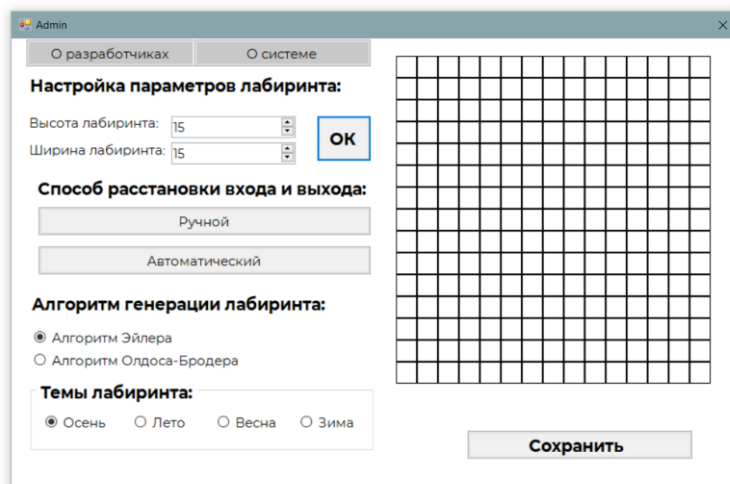 Admin
О разработчиках
О системе
Настройка параметров лабиринта:
Высота лабиринта: 15
Ширина лабиринта: 15
ОК
Способ расстановки входа и выхода:
Ручной
Автоматический
Алгоритм генерации лабиринта:
Алгоритм Эйлера
Алгоритм Олдоса-Бродера
Темы лабиринта:
Осень Лето Весна Зима
Сохранить